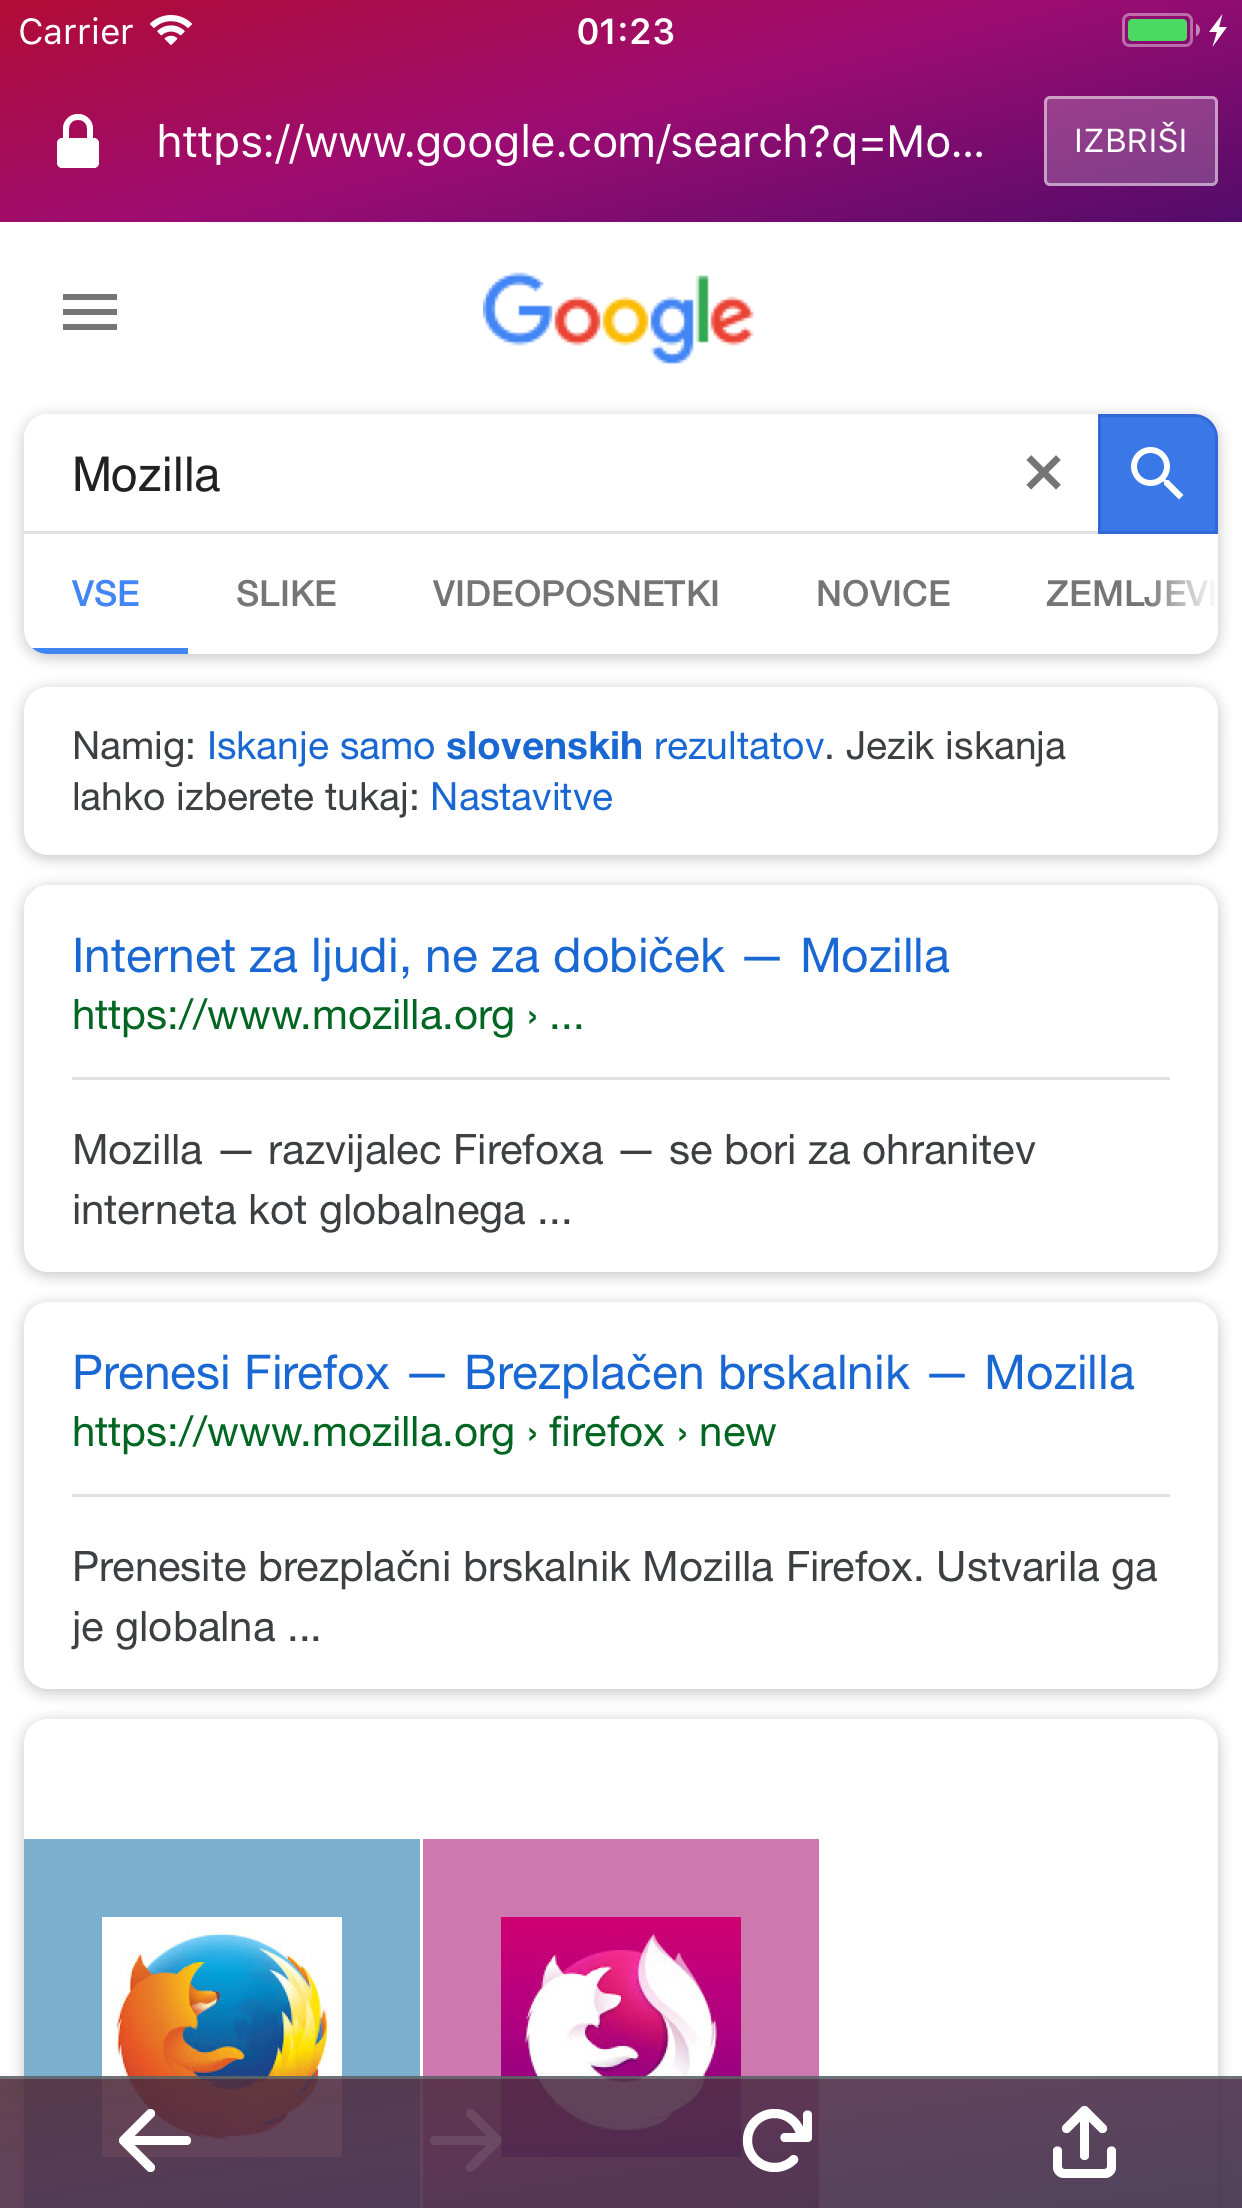 Carrier 01:23
https://www.google.com/search?q=Mo... IZBRIŠI
Google
Mozilla
VSE SLIKE VIDEOPOSNETKI NOVICE
Namig: Iskanje samo slovenskih rezultatov. Jezik iskanja
lahko izberete tukaj: Nastavitve
Internet za ljudi, ne za dobiček — Mozilla
https://www.mozilla.org › ...
Mozilla — razvijalec Firefoxa — se bori za ohranitev
interneta kot globalnega ...
Prenesi Firefox — Brezplačen brskalnik — Mozilla
https://www.mozilla.org › firefox › new
Prenesite brezplačni brskalnik Mozilla Firefox. Ustvarila ga
je globalna ...